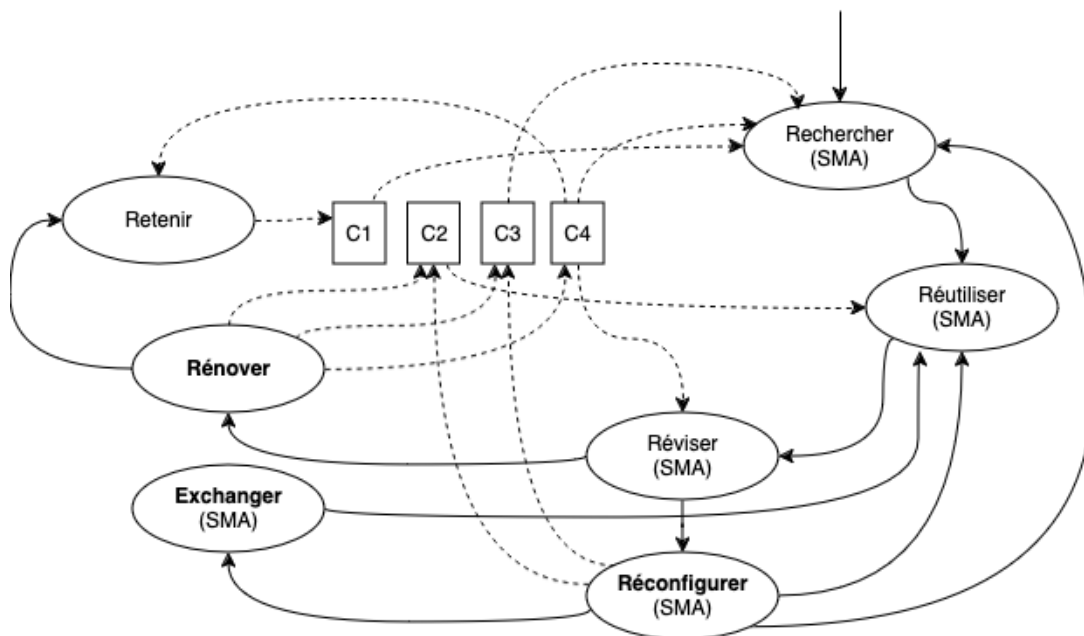 Rechercher
(SMA)
Retenir
C1
C2
C3
C4
Réutiliser
(SMA)
Rénover
Réviser
(SMA)
Exchanger
(SMA)
Réconfigurer
(SMA)